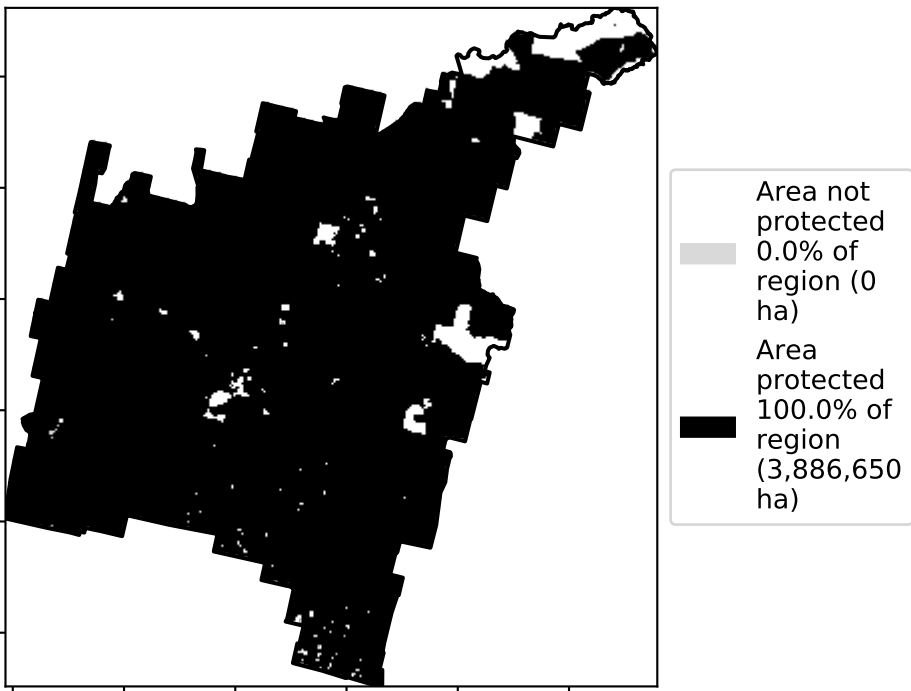 Area not
protected
0.0% of
region (0
ha)
Area
protected
100.0% of
region
(3,886,650
ha)